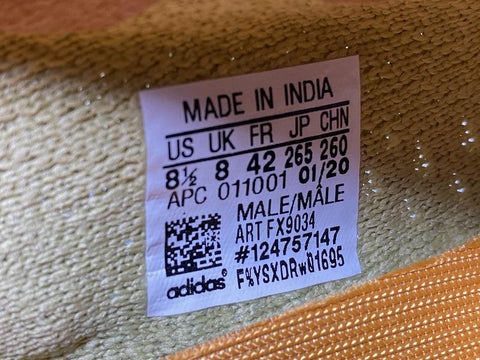 MADE IN INDIA
US UK FR JP CHN
8½ 8 42 265 260
APC 011001 01/20
MALE/MÂLE
ART FX9034
#124757147
F%YSXDRwQ1695
adidas®